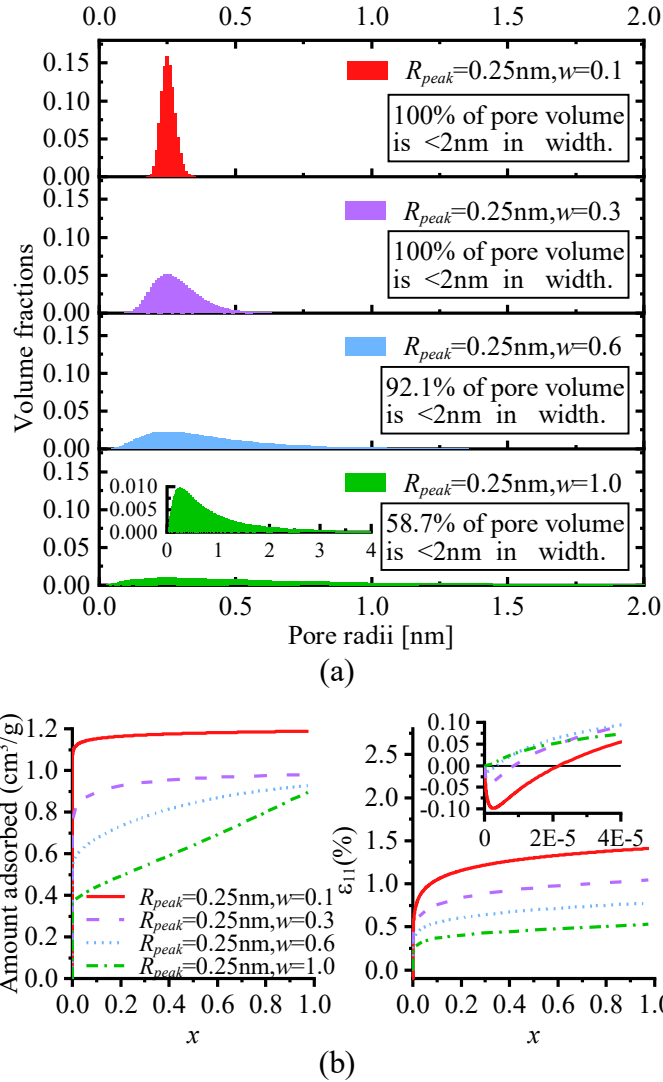 0.0 0.5 1.0 1.5 2.0
0.15
0.10
0.05
0.00
R_peak=0.25nm,w=0.1
100% of pore volume
is <2nm in width.
0.15
0.10
0.05
0.00
R_peak=0.25nm,w=0.3
100% of pore volume
is <2nm in width.
Volume fractions
0.15
0.10
0.05
0.00
R_peak=0.25nm,w=0.6
92.1% of pore volume
is <2nm in width.
0.15
0.10
0.05
0.00
R_peak=0.25nm,w=1.0
58.7% of pore volume
is <2nm in width.
0.010
0.005
0.000
0 1 2 3 4
0.0 0.5 1.0 1.5 2.0
Pore radii [nm]
(a)
Amount adsorbed (cm³/g)
1.2
1.0
0.8
0.6
0.4
0.2
0.0
R_peak=0.25nm,w=0.1
R_peak=0.25nm,w=0.3
R_peak=0.25nm,w=0.6
R_peak=0.25nm,w=1.0
0.0 0.2 0.4 0.6 0.8 1.0
x
ε₁₁(%)
2.5
2.0
1.5
1.0
0.5
0.0
0.10
0.05
0.00
-0.05
-0.10
0 2E-5 4E-5
0.0 0.2 0.4 0.6 0.8 1.0
x
(b)